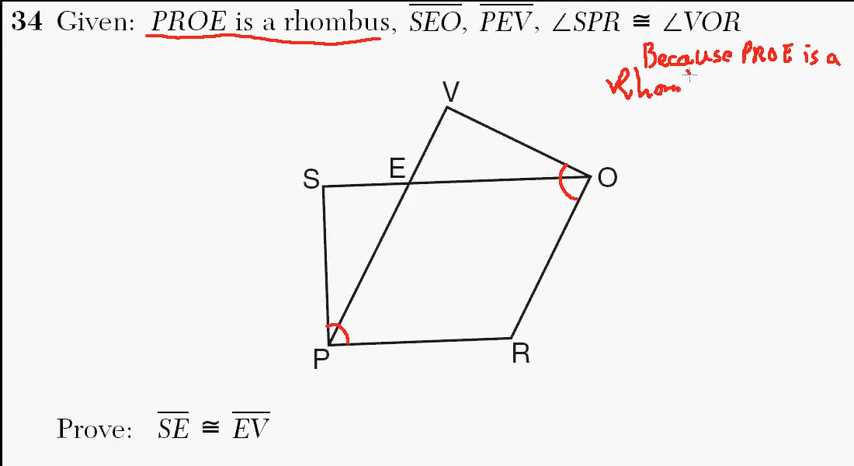 34 Given: PROE is a rhombus, SEO, PEV, ∠SPR ≅ ∠VOR
Because PROE is a
Rhom
V
S
E
O
P
R
Prove: SE ≅ EV